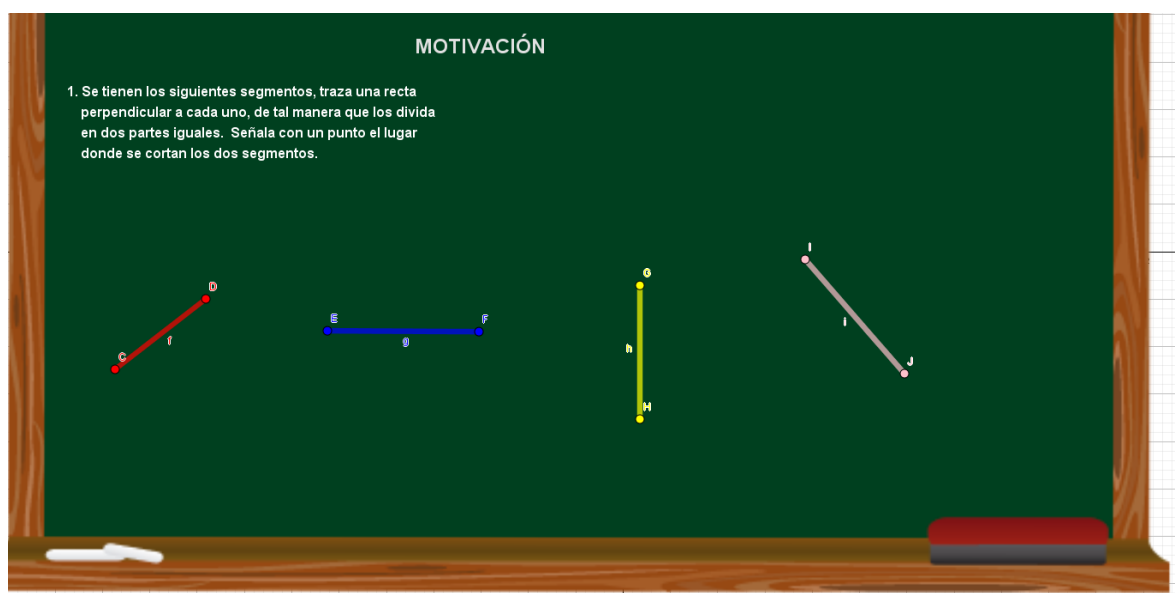 MOTIVACIÓN
1. Se tienen los siguientes segmentos, traza una recta
perpendicular a cada uno, de tal manera que los divida
en dos partes iguales. Señala con un punto el lugar
donde se cortan los dos segmentos.
I
G
D
E
F
i
f
g
h
C
J
H